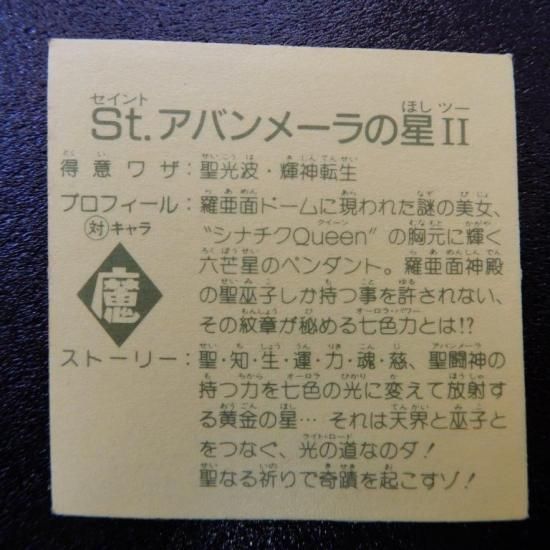 St.アバンメーラの星II
得意ワザ:聖光波・輝神転生
プロフィール:羅亜面ドームに現われた謎の美女、
対キャラ "シナチクQueen"の胸元に輝く
魔 六芒星のペンダント。羅亜面神殿
の聖巫子しか持つ事を許されない、
その紋章が秘める七色力とは!?
ストーリー:聖・知・生・運・力・魂・慈、聖闘神の
持つ力を七色の光に変えて放射す
る黄金の星…それは天界と巫子と
をつなぐ、光の道なのダ!
聖なる祈りで奇蹟を起こすゾ!